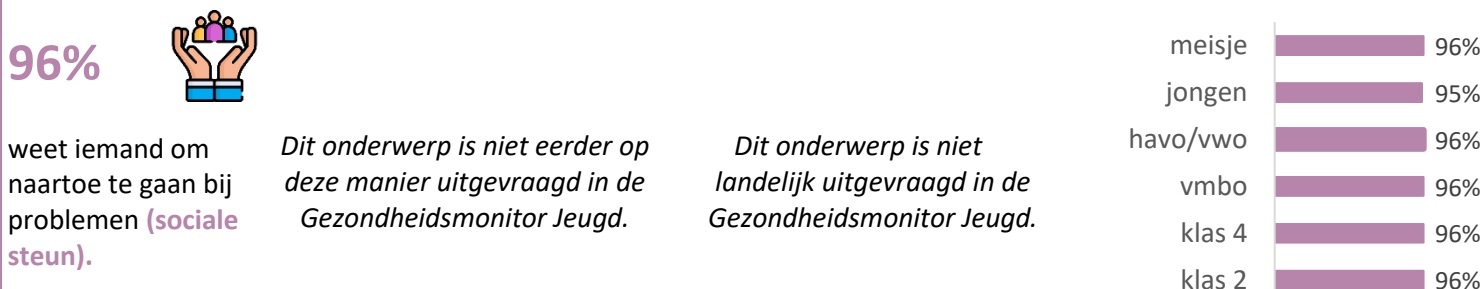 96%
weet iemand om
naartoe te gaan bij
problemen (sociale
steun).
Dit onderwerp is niet eerder op
deze manier uitgevraagd in de
Gezondheidsmonitor Jeugd.
Dit onderwerp is niet
landelijk uitgevraagd in de
Gezondheidsmonitor Jeugd.
meisje 96%
jongen 95%
havo/vwo 96%
vmbo 96%
klas 4 96%
klas 2 96%